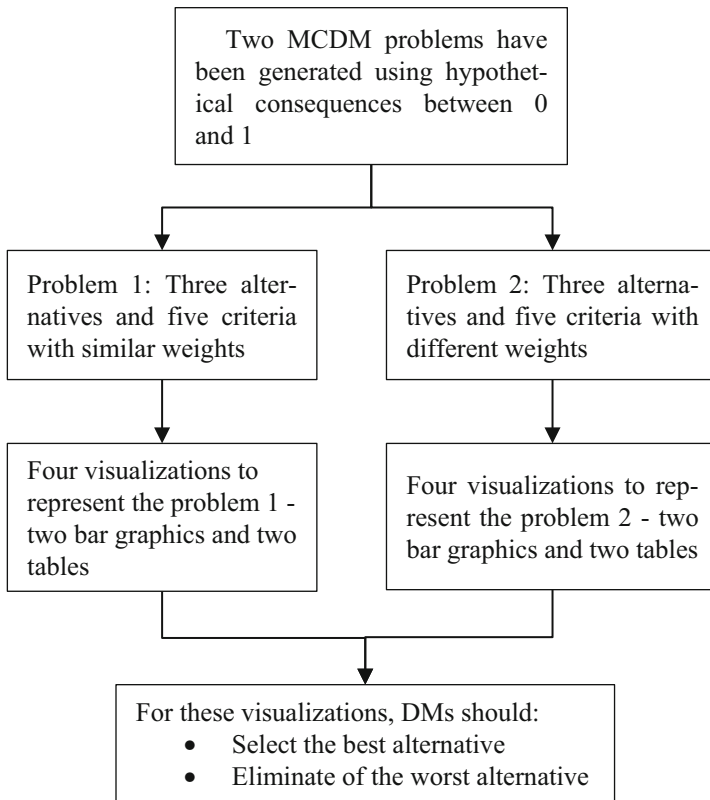 Two MCDM problems have
been generated using hypothet-
ical consequences between 0
and 1
Problem 1: Three alter-
natives and five criteria
with similar weights
Problem 2: Three alterna-
tives and five criteria with
different weights
Four visualizations to
represent the problem 1 -
two bar graphics and two
tables
Four visualizations to rep-
resent the problem 2 - two
bar graphics and two tables
For these visualizations, DMs should:
• Select the best alternative
• Eliminate of the worst alternative